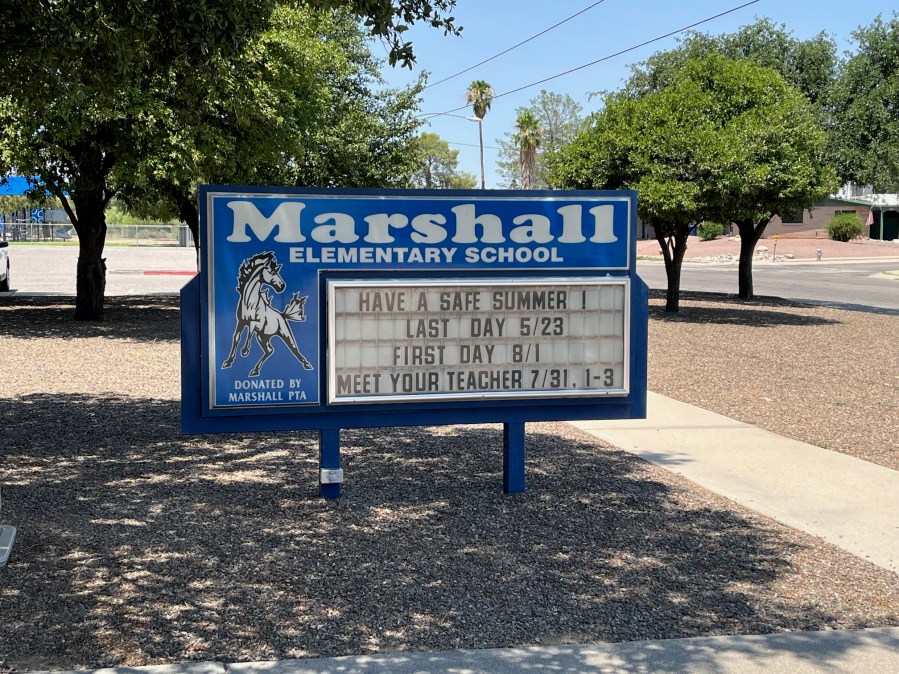 Marshall
ELEMENTARY SCHOOL
HAVE A SAFE SUMMER !
LAST DAY 5/23
FIRST DAY 8/1
MEET YOUR TEACHER 7/31, 1-3
DONATED BY
MARSHALL PTA